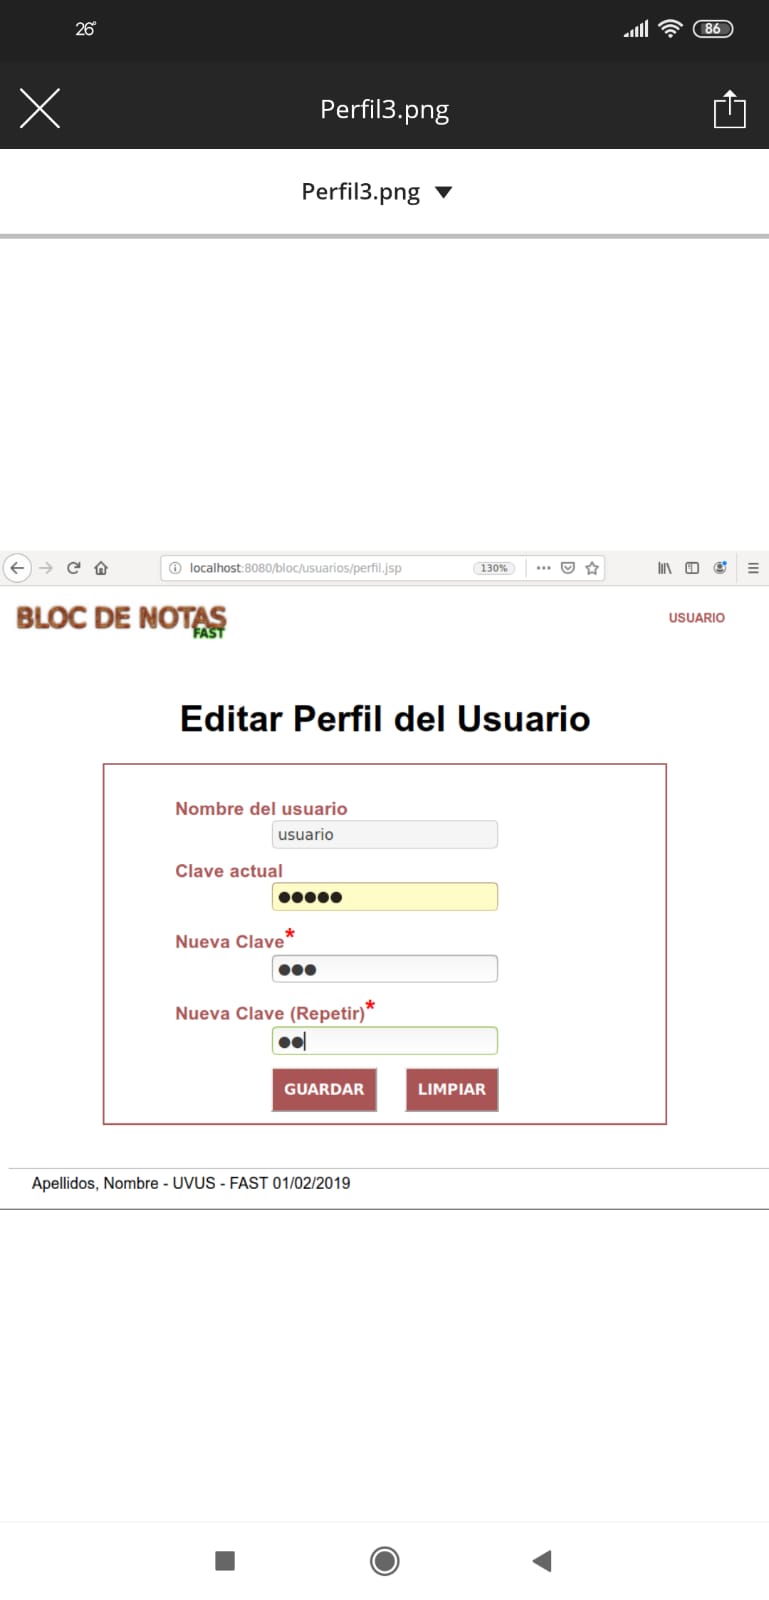 26°
86
Perfil3.png
Perfil3.png
localhost:8080/bloc/usuarios/perfil.jsp
130%
BLOC DE NOTAS
FAST
USUARIO
Editar Perfil del Usuario
Nombre del usuario
usuario
Clave actual
●●●●●
Nueva Clave*
●●●
Nueva Clave (Repetir)*
●●
GUARDAR LIMPIAR
Apellidos, Nombre - UVUS - FAST 01/02/2019